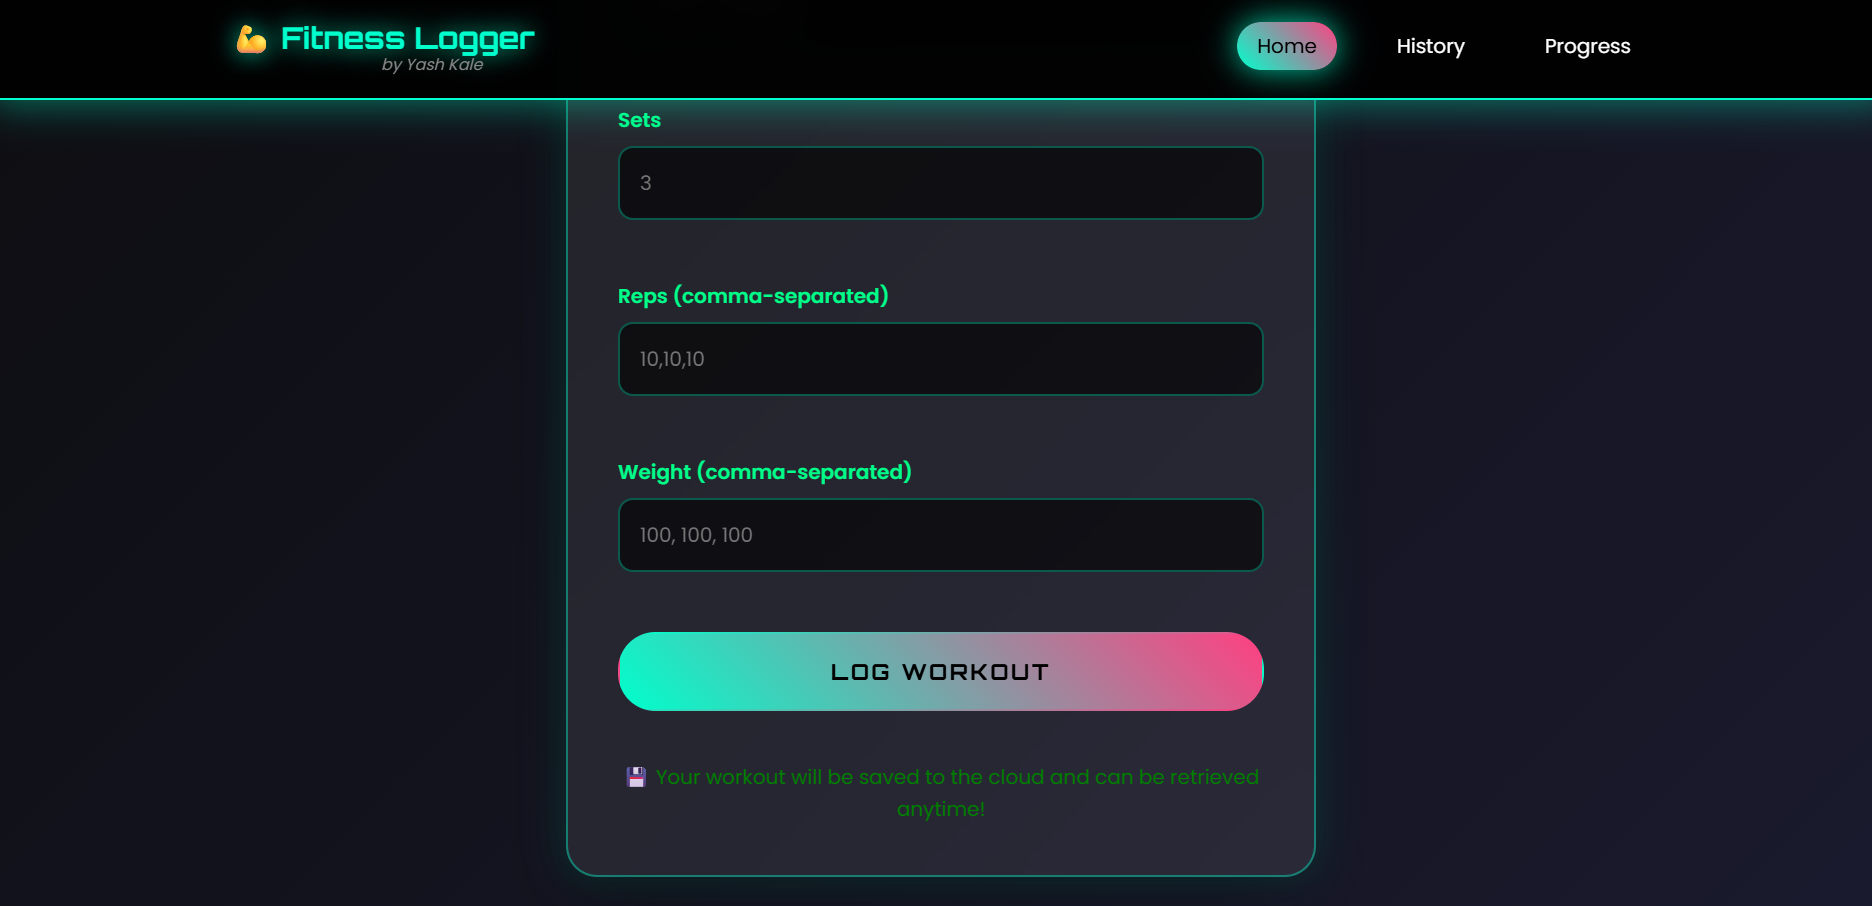 💪 Fitness Logger
by Yash Kale
Home
History
Progress
Sets
3
Reps (comma-separated)
10,10,10
Weight (comma-separated)
100, 100, 100
LOG WORKOUT
💾 Your workout will be saved to the cloud and can be retrieved
anytime!